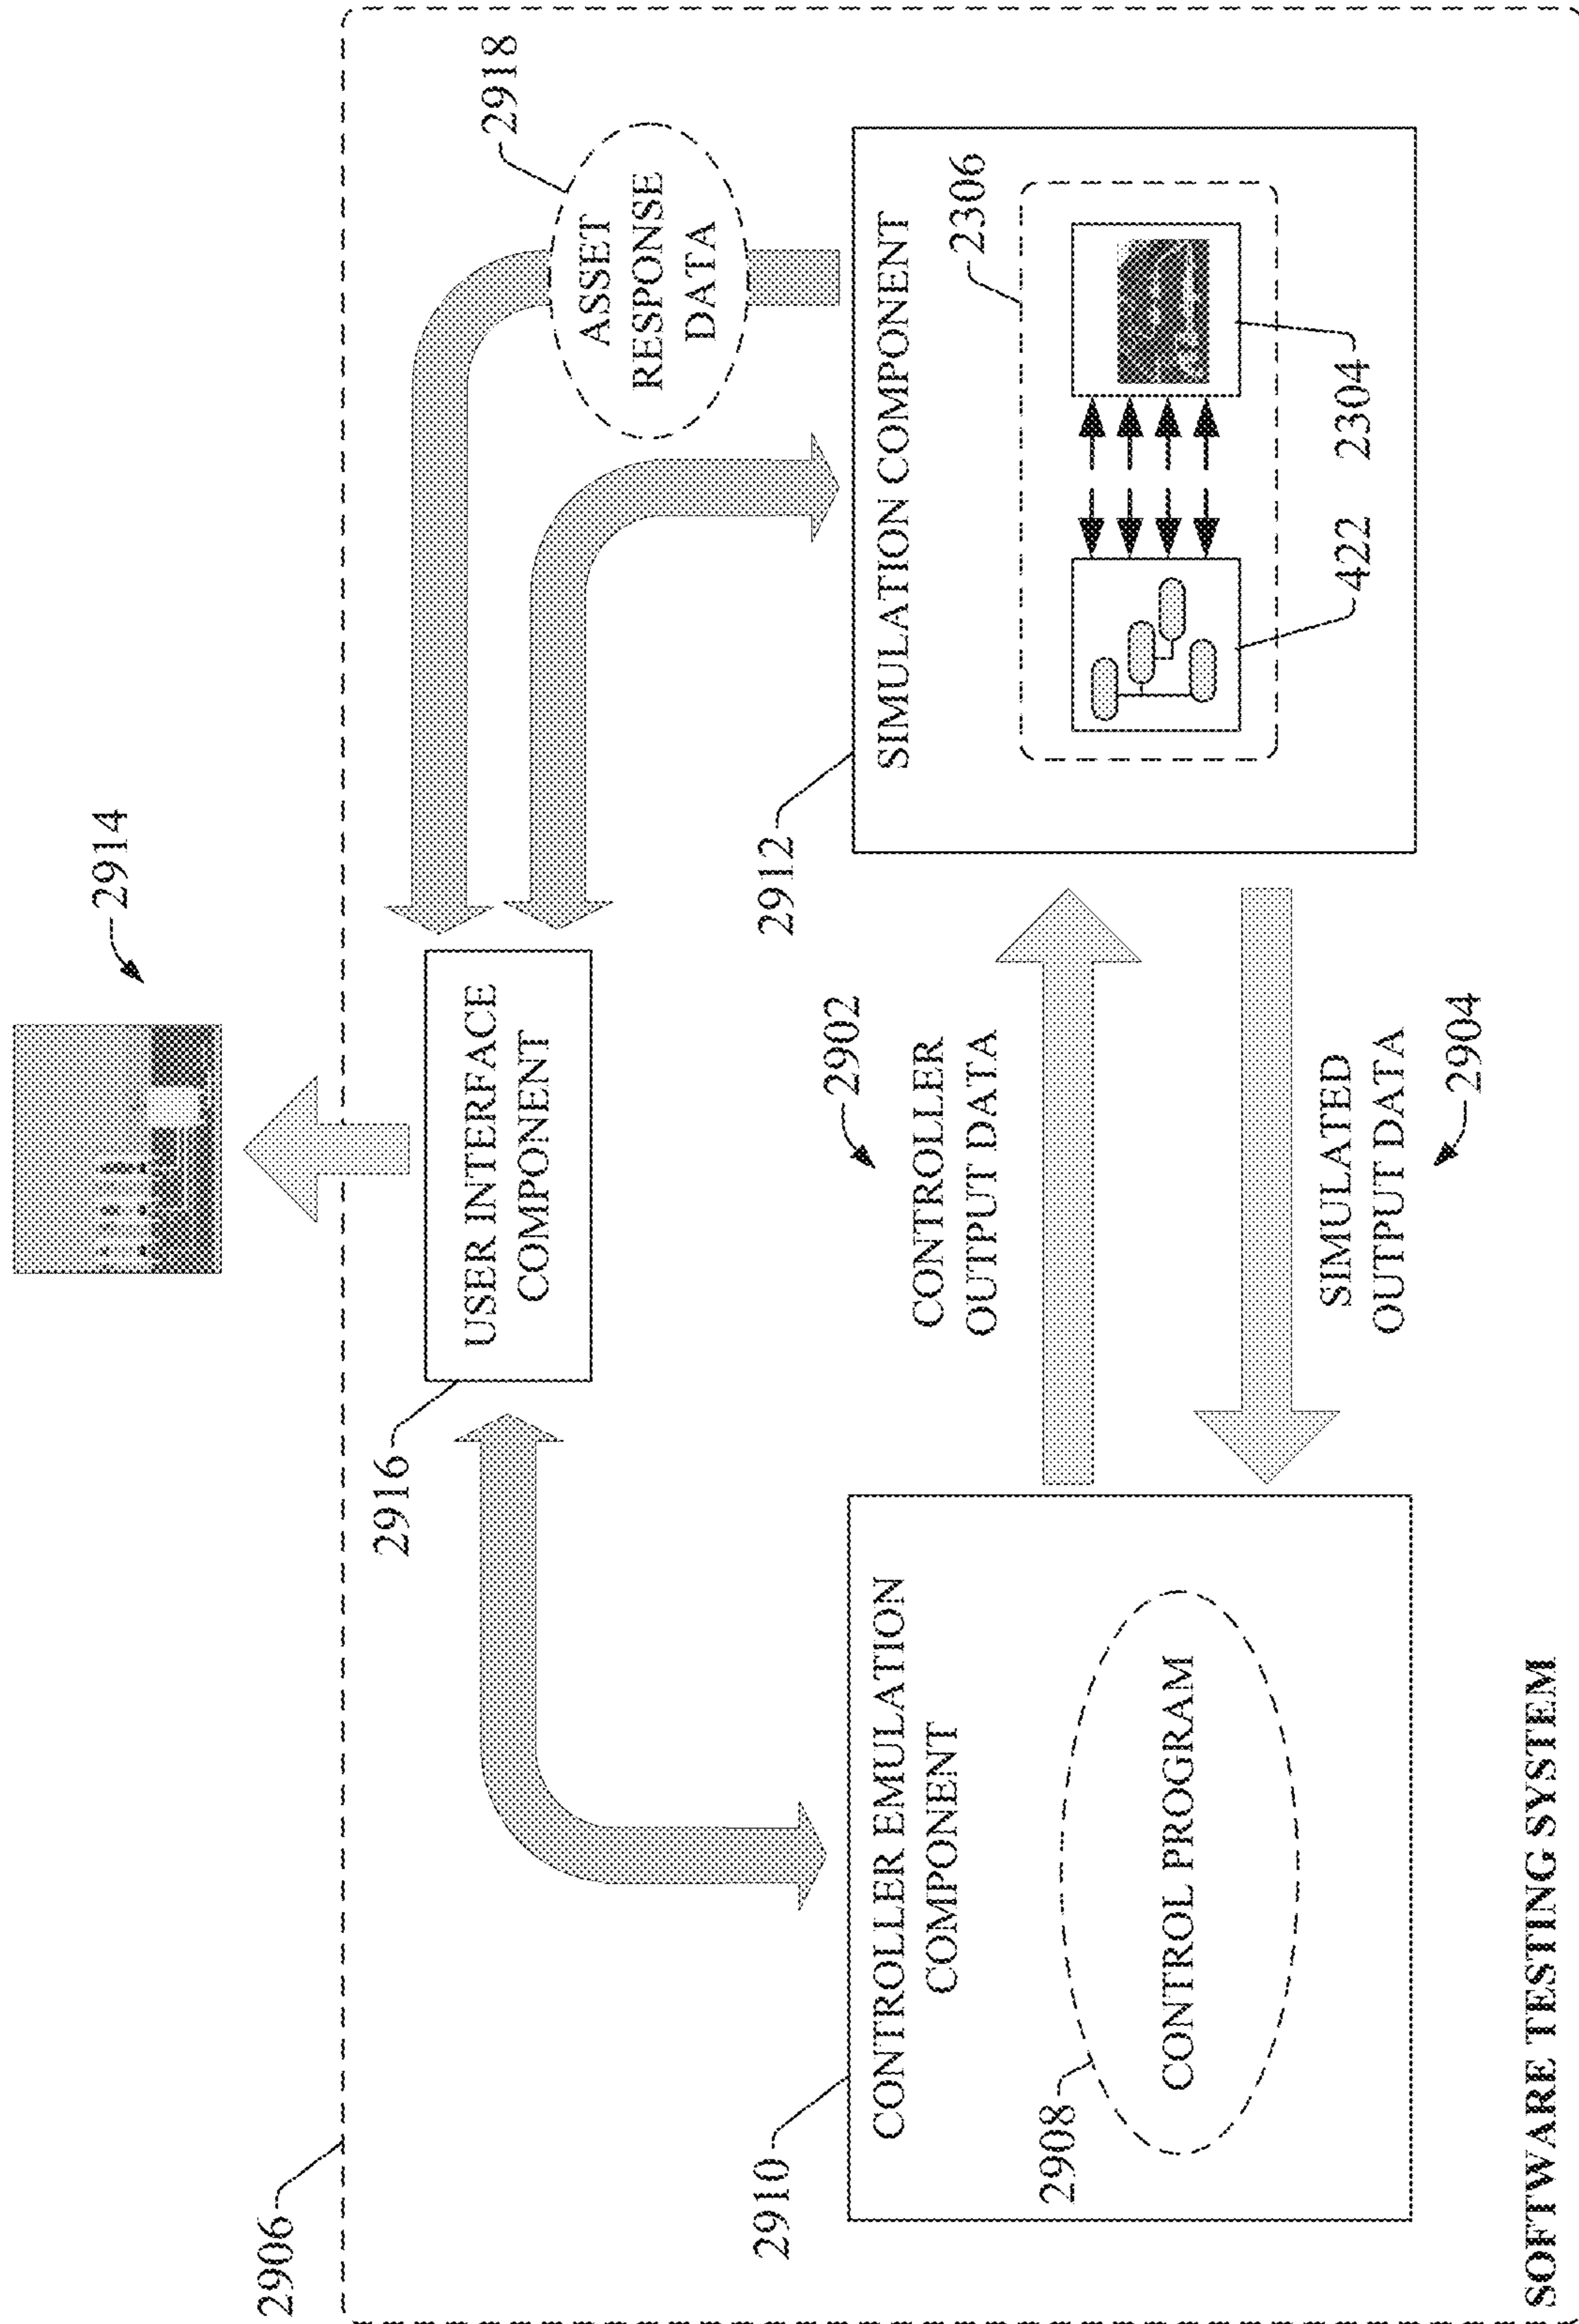 2914
2906
2916
USER INTERFACE
COMPONENT
2918
ASSET
RESPONSE
DATA
2910
CONTROLLER EMULATION
COMPONENT
2908
CONTROL PROGRAM
2902
CONTROLLER
OUTPUT DATA
SIMULATED
OUTPUT DATA
2904
2912
SIMULATION COMPONENT
2306
422
2304
SOFTWARE TESTING SYSTEM